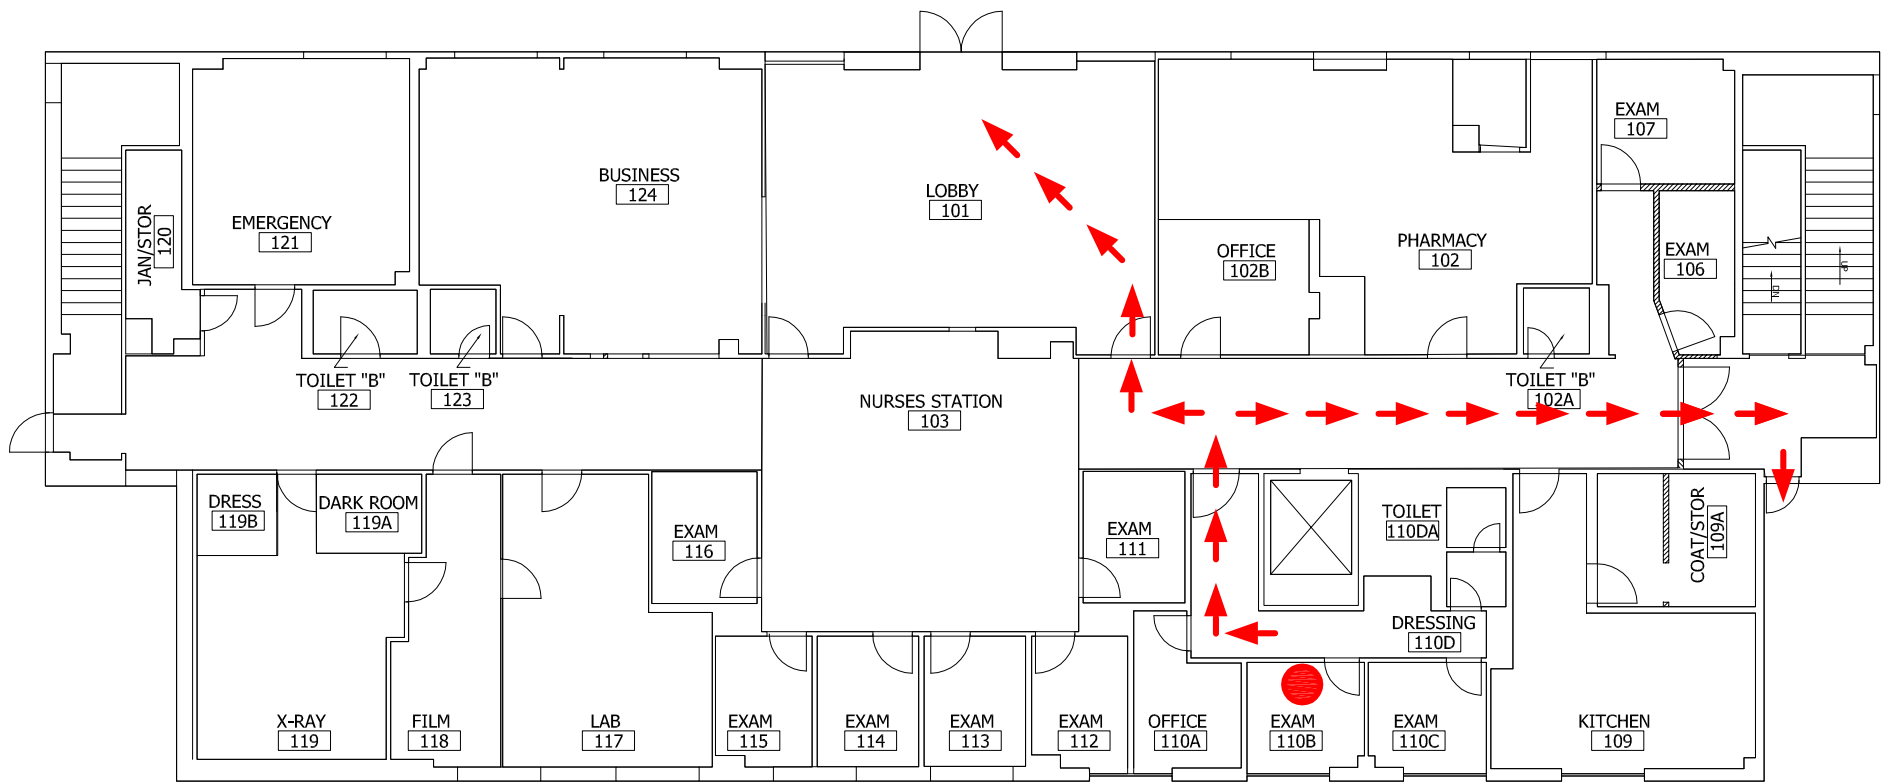 EXAM
107
BUSINESS
124
LOBBY
101
JAN/STOR
120
EMERGENCY
121
OFFICE
102B
PHARMACY
102
EXAM
106
UP
DN
TOILET "B"
122
TOILET "B"
123
NURSES STATION
103
TOILET "B"
102A
DRESS
119B
DARK ROOM
119A
EXAM
116
EXAM
111
TOILET
110DA
COAT/STOR
109A
DRESSING
110D
X-RAY
119
FILM
118
LAB
117
EXAM
115
EXAM
114
EXAM
113
EXAM
112
OFFICE
110A
EXAM
110B
EXAM
110C
KITCHEN
109